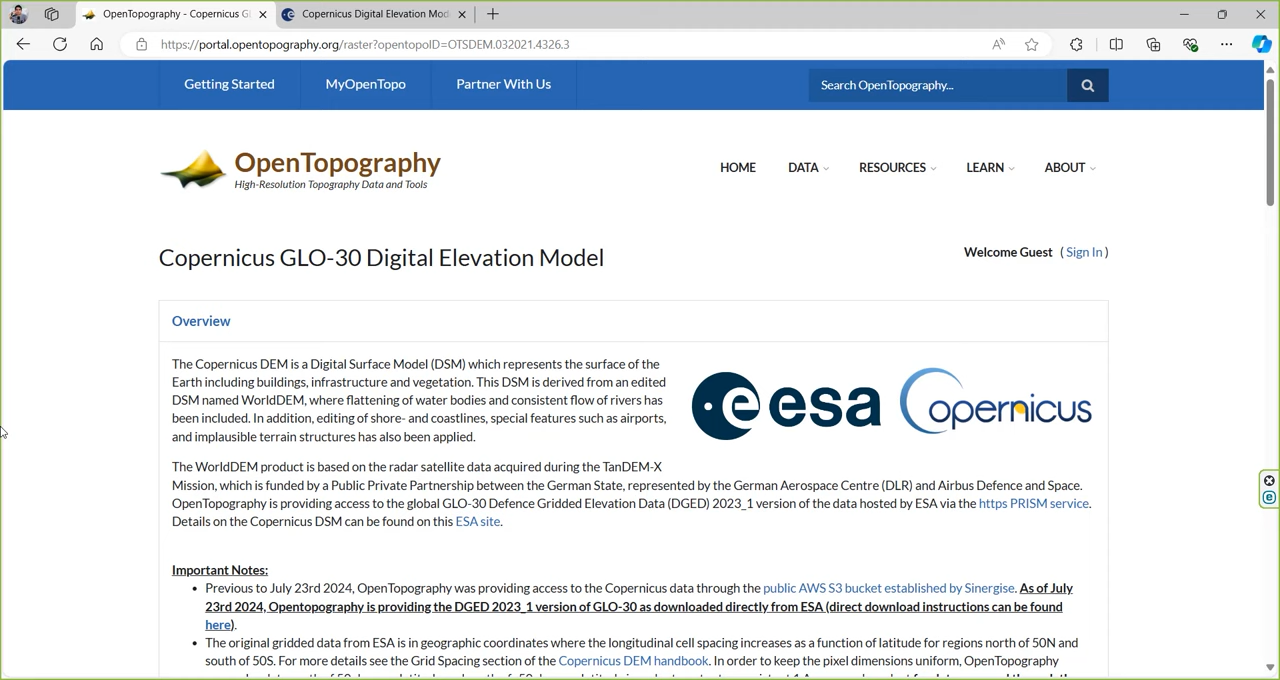 OpenTopography - Copernicus GL
Copernicus Digital Elevation Mod
https://portal.opentopography.org/raster?opentopoID=OTSDEM.032021.4326.3
Getting Started
MyOpenTopo
Partner With Us
Search OpenTopography...
OpenTopography
High-Resolution Topography Data and Tools
HOME
DATA
RESOURCES
LEARN
ABOUT
Copernicus GLO-30 Digital Elevation Model
Welcome Guest ( Sign In )
Overview
The Copernicus DEM is a Digital Surface Model (DSM) which represents the surface of the
Earth including buildings, infrastructure and vegetation. This DSM is derived from an edited
DSM named WorldDEM, where flattening of water bodies and consistent flow of rivers has
been included. In addition, editing of shore- and coastlines, special features such as airports,
and implausible terrain structures has also been applied.
esa
opernicus
The WorldDEM product is based on the radar satellite data acquired during the TanDEM-X
Mission, which is funded by a Public Private Partnership between the German State, represented by the German Aerospace Centre (DLR) and Airbus Defence and Space.
OpenTopography is providing access to the global GLO-30 Defence Gridded Elevation Data (DGED) 2023_1 version of the data hosted by ESA via the https PRISM service.
Details on the Copernicus DSM can be found on this ESA site.
Important Notes:
• Previous to July 23rd 2024, OpenTopography was providing access to the Copernicus data through the public AWS S3 bucket established by Sinergise. As of July
23rd 2024, Opentopography is providing the DGED 2023_1 version of GLO-30 as downloaded directly from ESA (direct download instructions can be found
here).
• The original gridded data from ESA is in geographic coordinates where the longitudinal cell spacing increases as a function of latitude for regions north of 50N and
south of 50S. For more details see the Grid Spacing section of the Copernicus DEM handbook. In order to keep the pixel dimensions uniform, OpenTopography